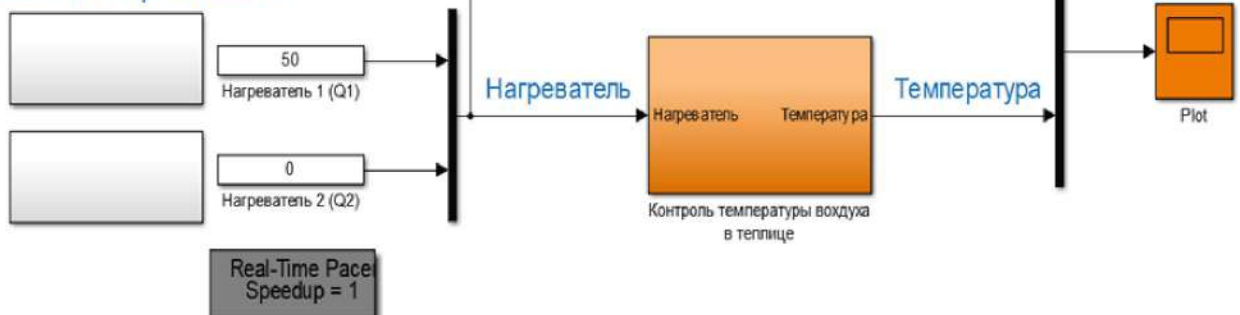 50
Нагреватель 1 (Q1)
0
Нагреватель 2 (Q2)
Real-Time Pacer
Speedup = 1
Нагреватель
Нагреватель Температура
Контроль температуры вохдуха
в теплице
Температура
Plot